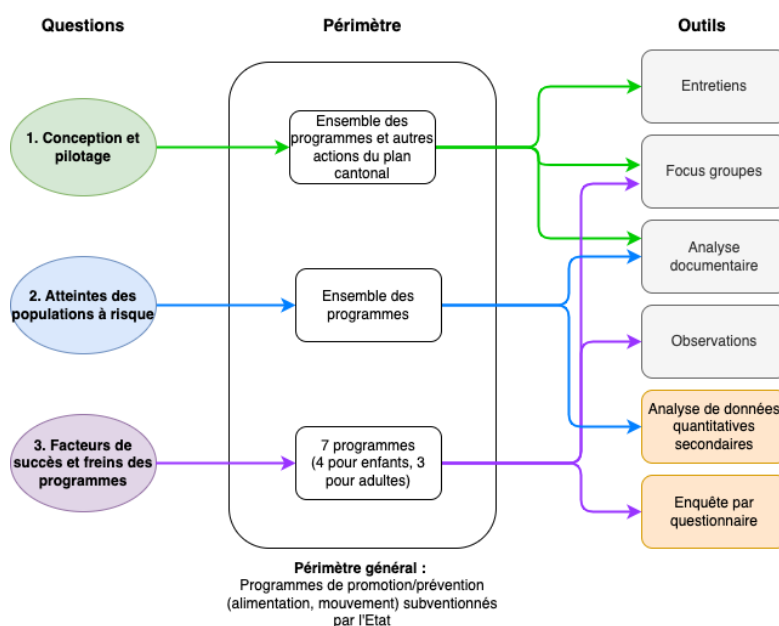 Questions
Périmètre
Outils
1. Conception et
pilotage
Ensemble des
programmes et autres
actions du plan
cantonal
Entretiens
Focus groupes
Analyse
documentaire
2. Atteintes des
populations à risque
Ensemble des
programmes
Observations
Analyse de données
quantitatives
secondaires
3. Facteurs de
succès et freins des
programmes
7 programmes
(4 pour enfants, 3
pour adultes)
Enquête par
questionnaire
Périmètre général :
Programmes de promotion/prévention
(alimentation, mouvement) subventionnés
par l'Etat